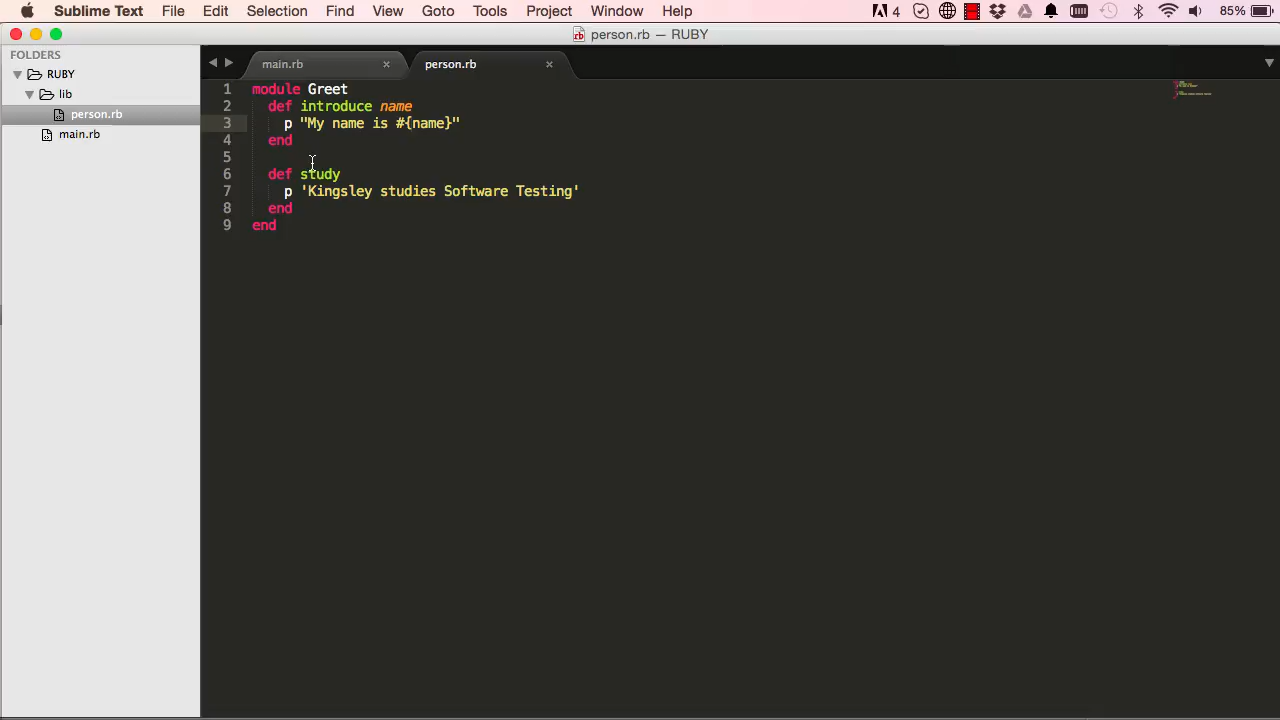 Sublime Text File Edit Selection Find View Goto Tools Project Window Help 4 85%
person.rb — RUBY
FOLDERS
RUBY
lib
person.rb
main.rb
main.rb × person.rb ×
1 module Greet
2 def introduce name
3 p "My name is #{name}"
4 end
5
6 def study
7 p 'Kingsley studies Software Testing'
8 end
9 end